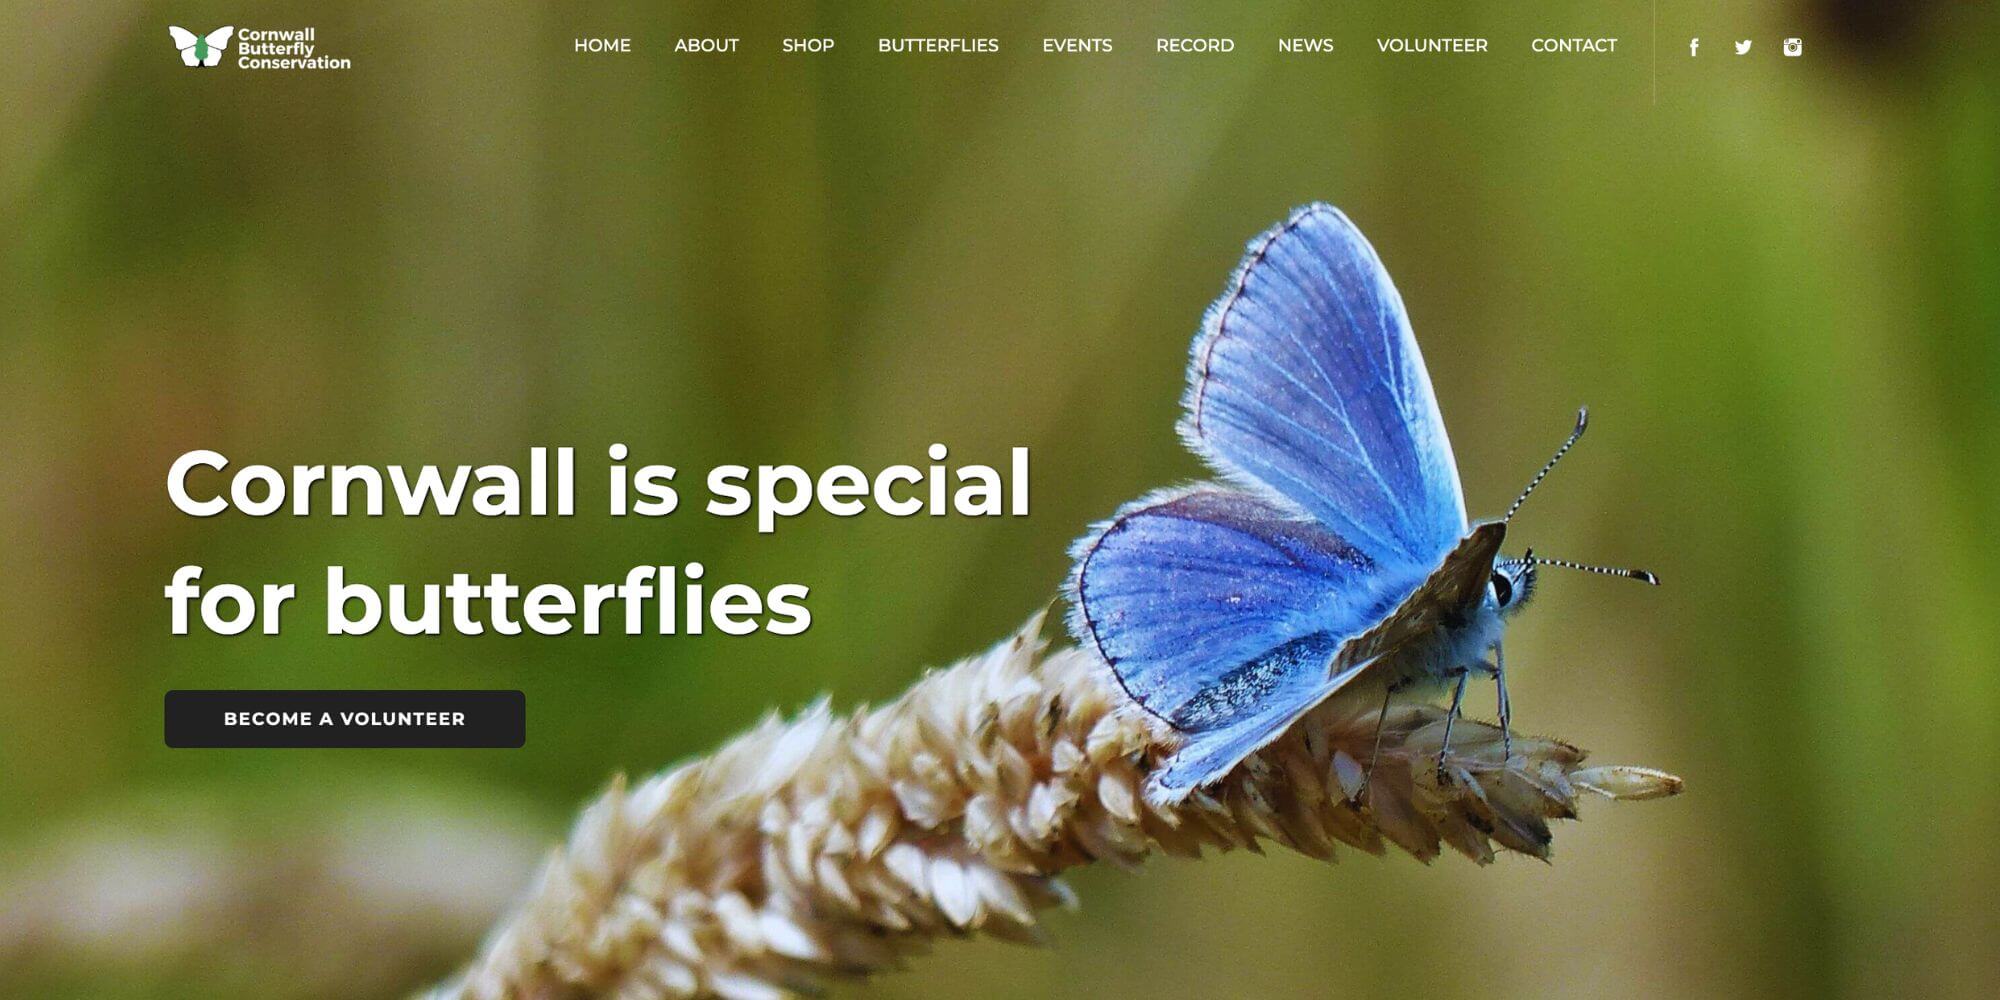 Cornwall
Butterfly
Conservation
HOME ABOUT SHOP BUTTERFLIES EVENTS RECORD NEWS VOLUNTEER CONTACT
Cornwall is special
for butterflies
BECOME A VOLUNTEER